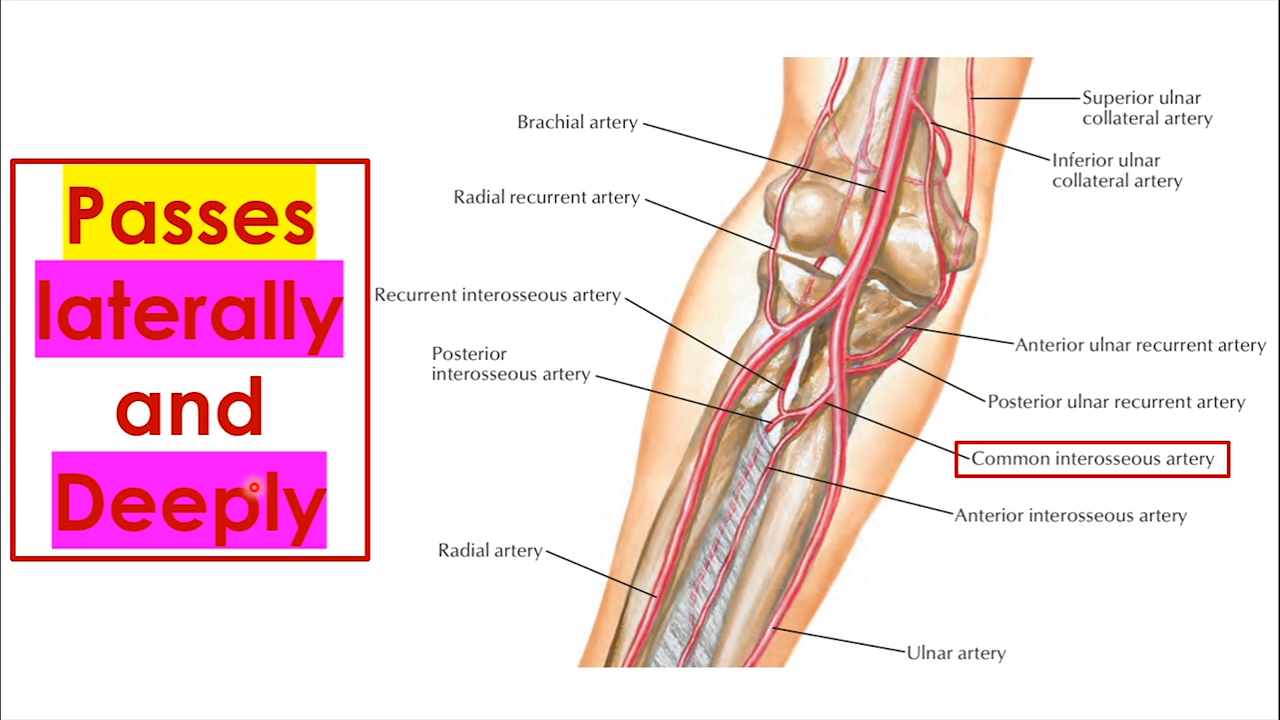 Passes
laterally
and
Deeply
Brachial artery
Radial recurrent artery
Recurrent interosseous artery
Posterior
interosseous artery
Radial artery
Superior ulnar
collateral artery
Inferior ulnar
collateral artery
Anterior ulnar recurrent artery
Posterior ulnar recurrent artery
Common interosseous artery
Anterior interosseous artery
Ulnar artery